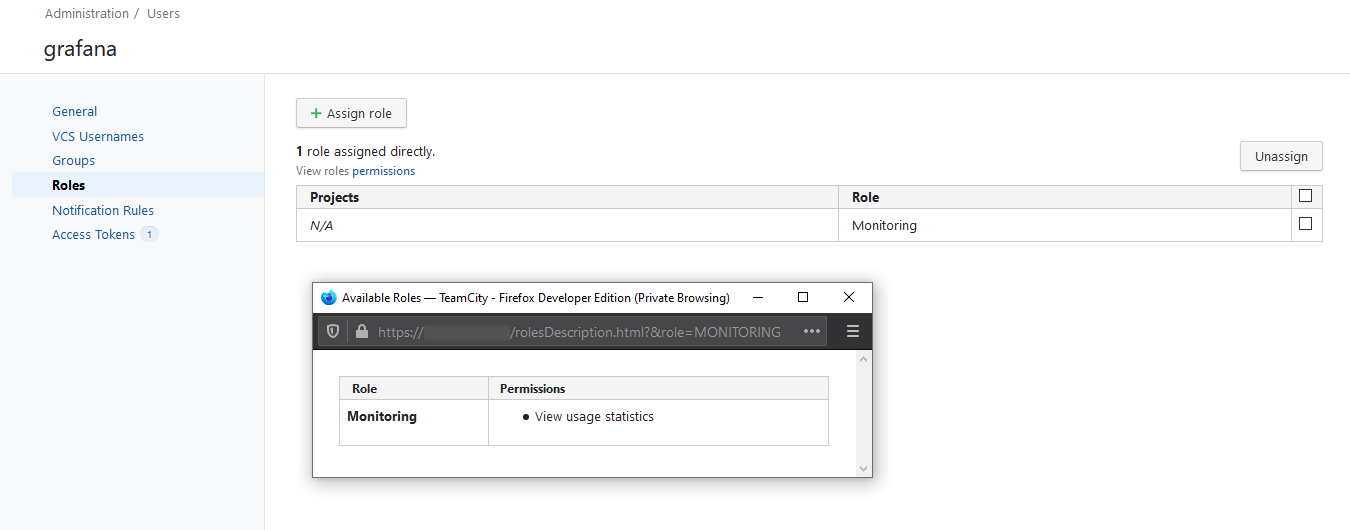 Administration / Users
grafana
General
VCS Usernames
Groups
Roles
Notification Rules
Access Tokens 1
+ Assign role
1 role assigned directly.
Unassign
View roles permissions
Projects Role
N/A Monitoring
Available Roles — TeamCity - Firefox Developer Edition (Private Browsing)
https:// /rolesDescription.html?&role=MONITORING
Role Permissions
Monitoring • View usage statistics